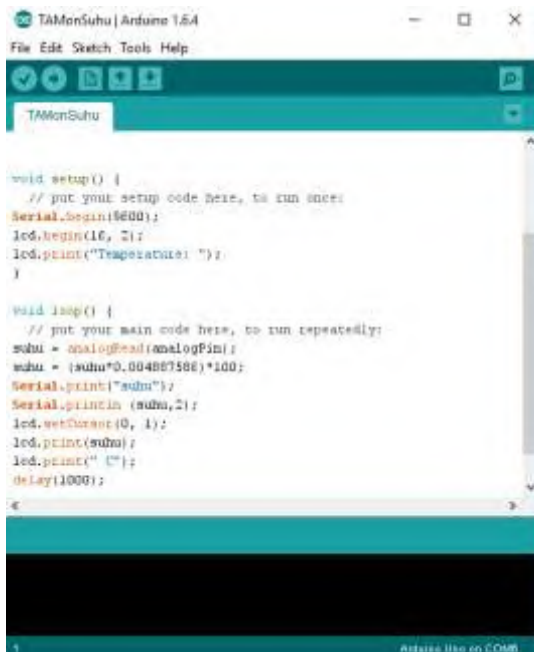 TAMonSuhu | Arduino 1.6.4
File Edit Sketch Tools Help
TAMonSuhu
void setup() {
// put your setup code here, to run once:
Serial.begin(9600);
lcd.begin(16, 2);
lcd.print("Temperature: ");
}
void loop() {
// put your main code here, to run repeatedly:
suhu = analogRead(analogPin);
suhu = (suhu*0.004887586)*100;
Serial.print("suhu");
Serial.println (suhu,2);
lcd.setCursor(0, 1);
lcd.print(suhu);
lcd.print(" C");
delay(1000);
1
Arduino Uno on COM8